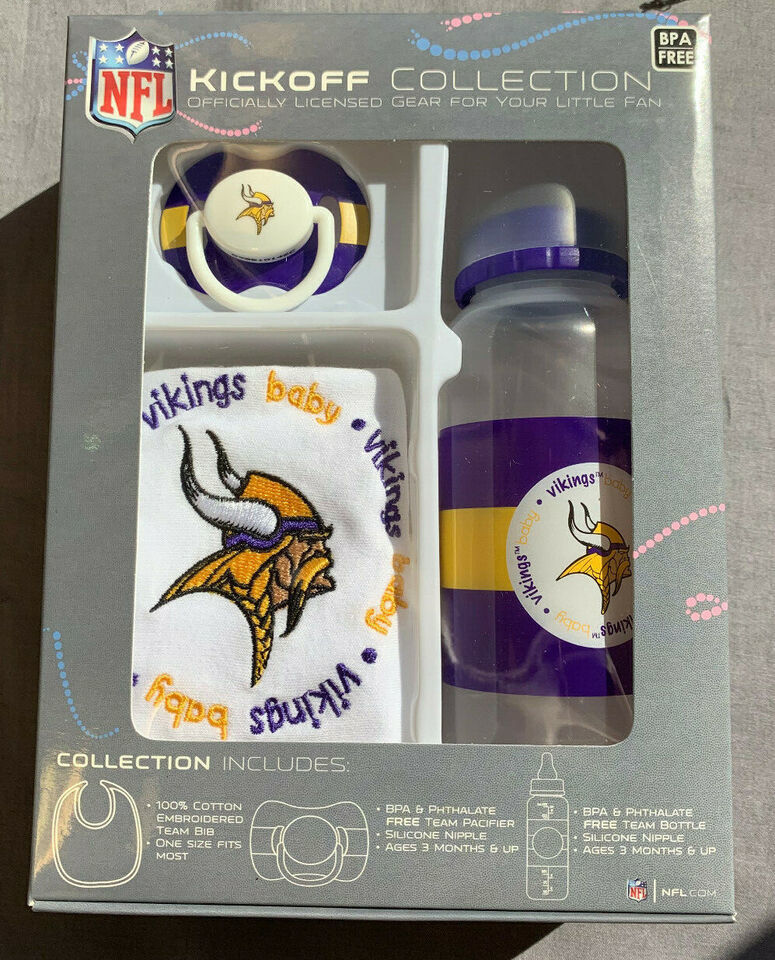 NFL
KICKOFF COLLECTION
OFFICIALLY LICENSED GEAR FOR YOUR LITTLE FAN
BPA
FREE
vikings baby • vikings baby • vikings baby •
vikings™ baby
• vikings™ baby
• vikings™ baby
COLLECTION INCLUDES:
• 100% COTTON
EMBROIDERED
TEAM BIB
• ONE SIZE FITS
MOST
• BPA & PHTHALATE
FREE TEAM PACIFIER
• SILICONE NIPPLE
• AGES 3 MONTHS & UP
• BPA & PHTHALATE
FREE TEAM BOTTLE
• SILICONE NIPPLE
• AGES 3 MONTHS & UP
NFL | NFL.COM